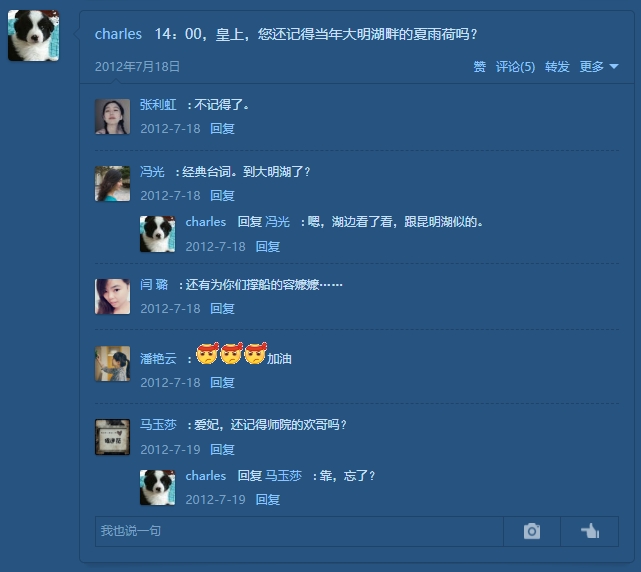 charles 14：00，皇上，您还记得当年大明湖畔的夏雨荷吗？
2012年7月18日 赞 评论(5) 转发 更多
张利虹 : 不记得了。
2012-7-18 回复
冯光 : 经典台词。到大明湖了？
2012-7-18 回复
charles 回复 冯光 : 嗯，湖边看了看，跟昆明湖似的。
2012-7-18 回复
闫 璐 : 还有为你们撑船的容嬷嬷……
2012-7-18 回复
潘艳云 : 加油
2012-7-18 回复
马玉莎 : 爱妃，还记得师院的欢哥吗？
2012-7-19 回复
charles 回复 马玉莎 : 靠，忘了？
2012-7-19 回复
我也说一句